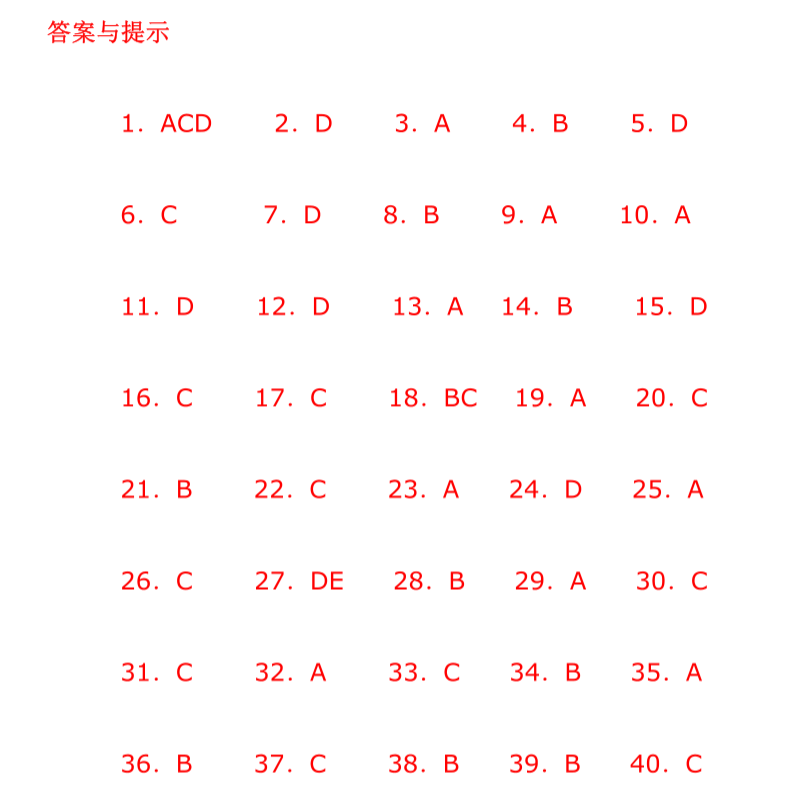 答案与提示
1. ACD 2. D 3. A 4. B 5. D
6. C 7. D 8. B 9. A 10. A
11. D 12. D 13. A 14. B 15. D
16. C 17. C 18. BC 19. A 20. C
21. B 22. C 23. A 24. D 25. A
26. C 27. DE 28. B 29. A 30. C
31. C 32. A 33. C 34. B 35. A
36. B 37. C 38. B 39. B 40. C